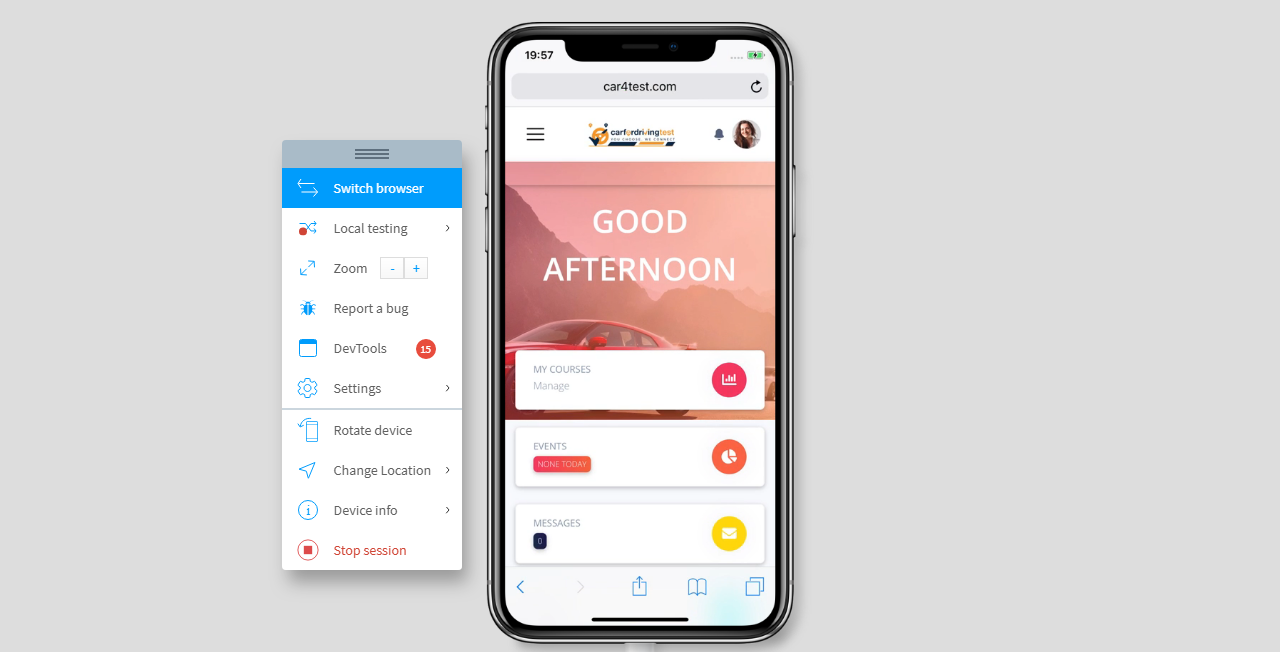 Switch browser
Local testing
Zoom - +
Report a bug
DevTools 15
Settings
Rotate device
Change Location
Device info
Stop session
19:57
car4test.com
carfordrivingtest
YOU CHOOSE, WE CONNECT
GOOD
AFTERNOON
MY COURSES
Manage
EVENTS
NONE TODAY
MESSAGES
0